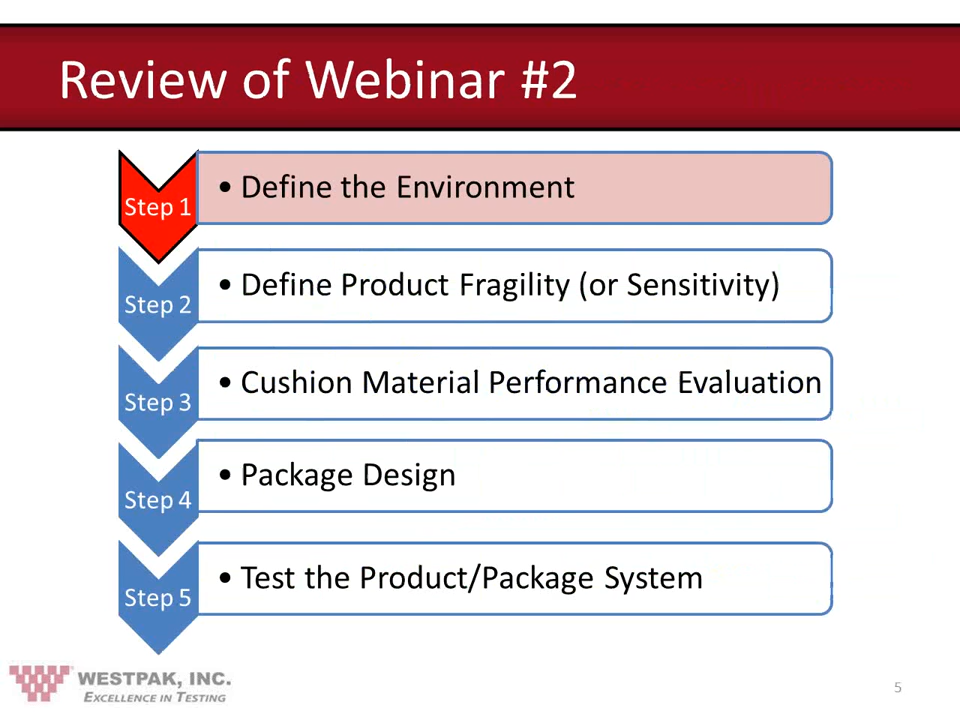 Review of Webinar #2
Step 1
• Define the Environment
Step 2
• Define Product Fragility (or Sensitivity)
Step 3
• Cushion Material Performance Evaluation
Step 4
• Package Design
Step 5
• Test the Product/Package System
WESTPAK, INC.
EXCELLENCE IN TESTING
5